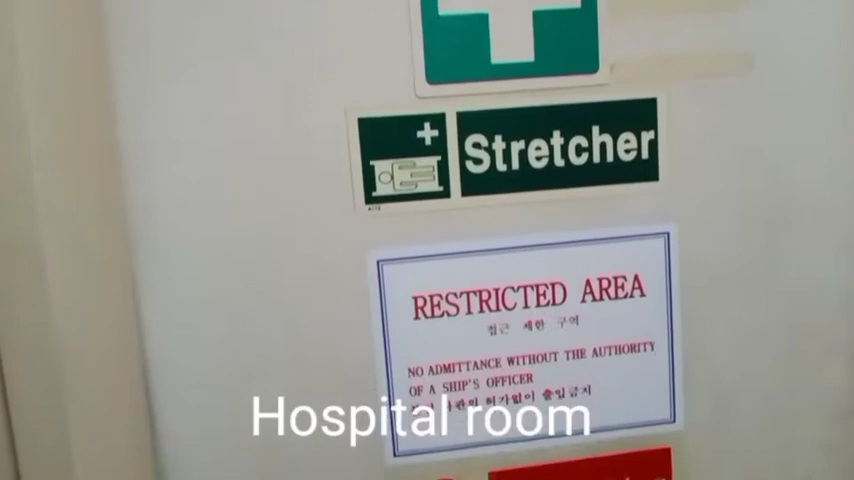 Stretcher
RESTRICTED AREA
접근 제한 구역
NO ADMITTANCE WITHOUT THE AUTHORITY
OF A SHIP'S OFFICER
허가없이 출입금지
Hospital room